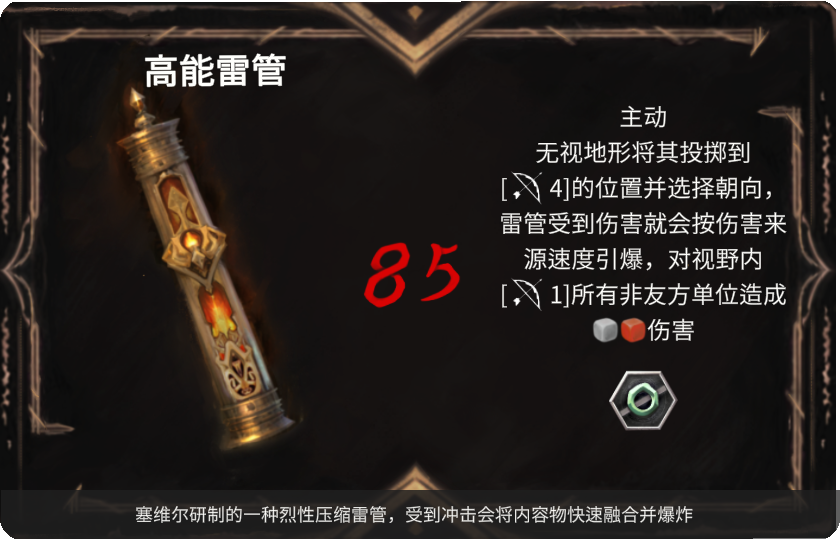 高能雷管
主动
无视地形将其投掷到
[ 4]的位置并选择朝向，
雷管受到伤害就会按伤害来
源速度引爆，对视野内
[ 1]所有非友方单位造成
伤害
85
塞维尔研制的一种烈性压缩雷管，受到冲击会将内容物快速融合并爆炸